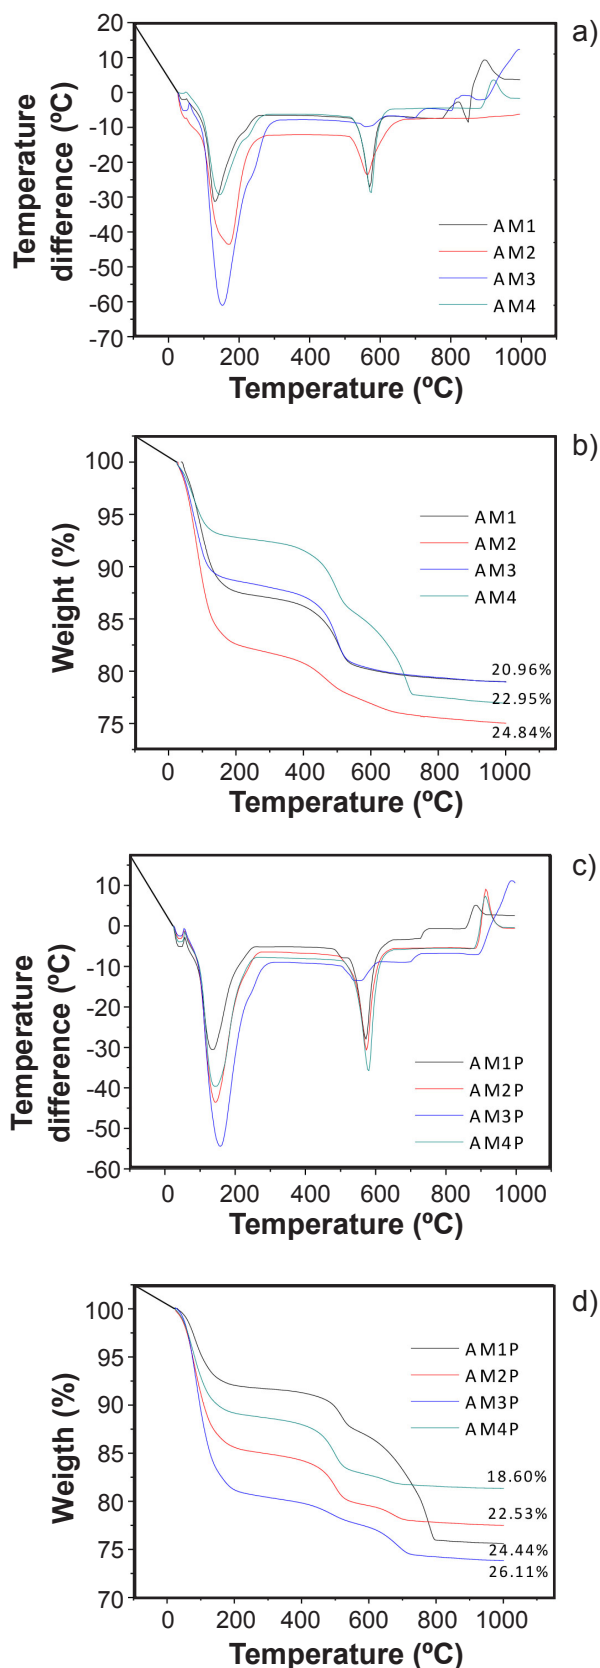 a)
20
10
0
-10
-20
-30
-40
-50
-60
-70
Temperature
difference (ºC)
AM1
AM2
AM3
AM4
0 200 400 600 800 1000
Temperature (ºC)
b)
100
95
90
85
80
75
Weight (%)
AM1
AM2
AM3
AM4
20.96%
22.95%
24.84%
0 200 400 600 800 1000
Temperature (ºC)
c)
10
0
-10
-20
-30
-40
-50
-60
Temperature
difference (ºC)
AM1P
AM2P
AM3P
AM4P
0 200 400 600 800 1000
Temperature (ºC)
d)
100
95
90
85
80
75
70
Weigth (%)
AM1P
AM2P
AM3P
AM4P
18.60%
22.53%
24.44%
26.11%
0 200 400 600 800 1000
Temperature (ºC)